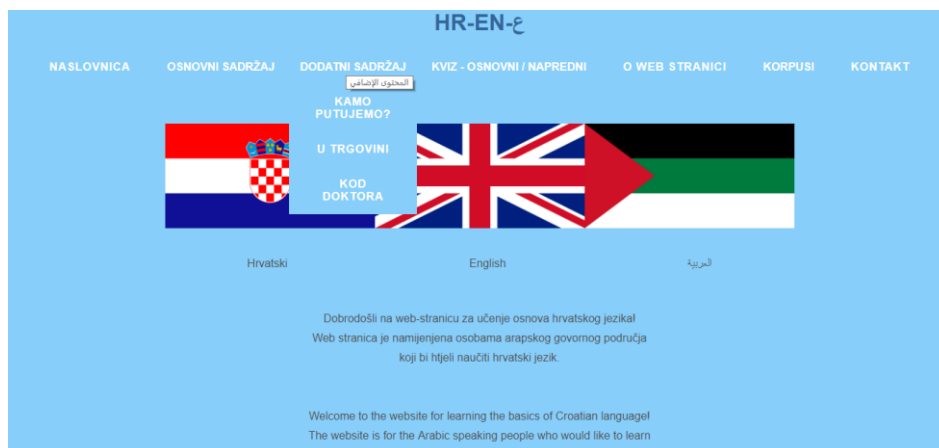 HR-EN-ع
NASLOVNICA OSNOVNI SADRŽAJ DODATNI SADRŽAJ KVIZ - OSNOVNI / NAPREDNI O WEB STRANICI KORPUSI KONTAKT
المحتوى الإضافي
KAMO
PUTUJEMO?
U TRGOVINI
KOD
DOKTORA
Hrvatski English العربية
Dobrodošli na web-stranicu za učenje osnova hrvatskog jezika!
Web stranica je namijenjena osobama arapskog govornog područja
koji bi htjeli naučiti hrvatski jezik.
Welcome to the website for learning the basics of Croatian language!
The website is for the Arabic speaking people who would like to learn